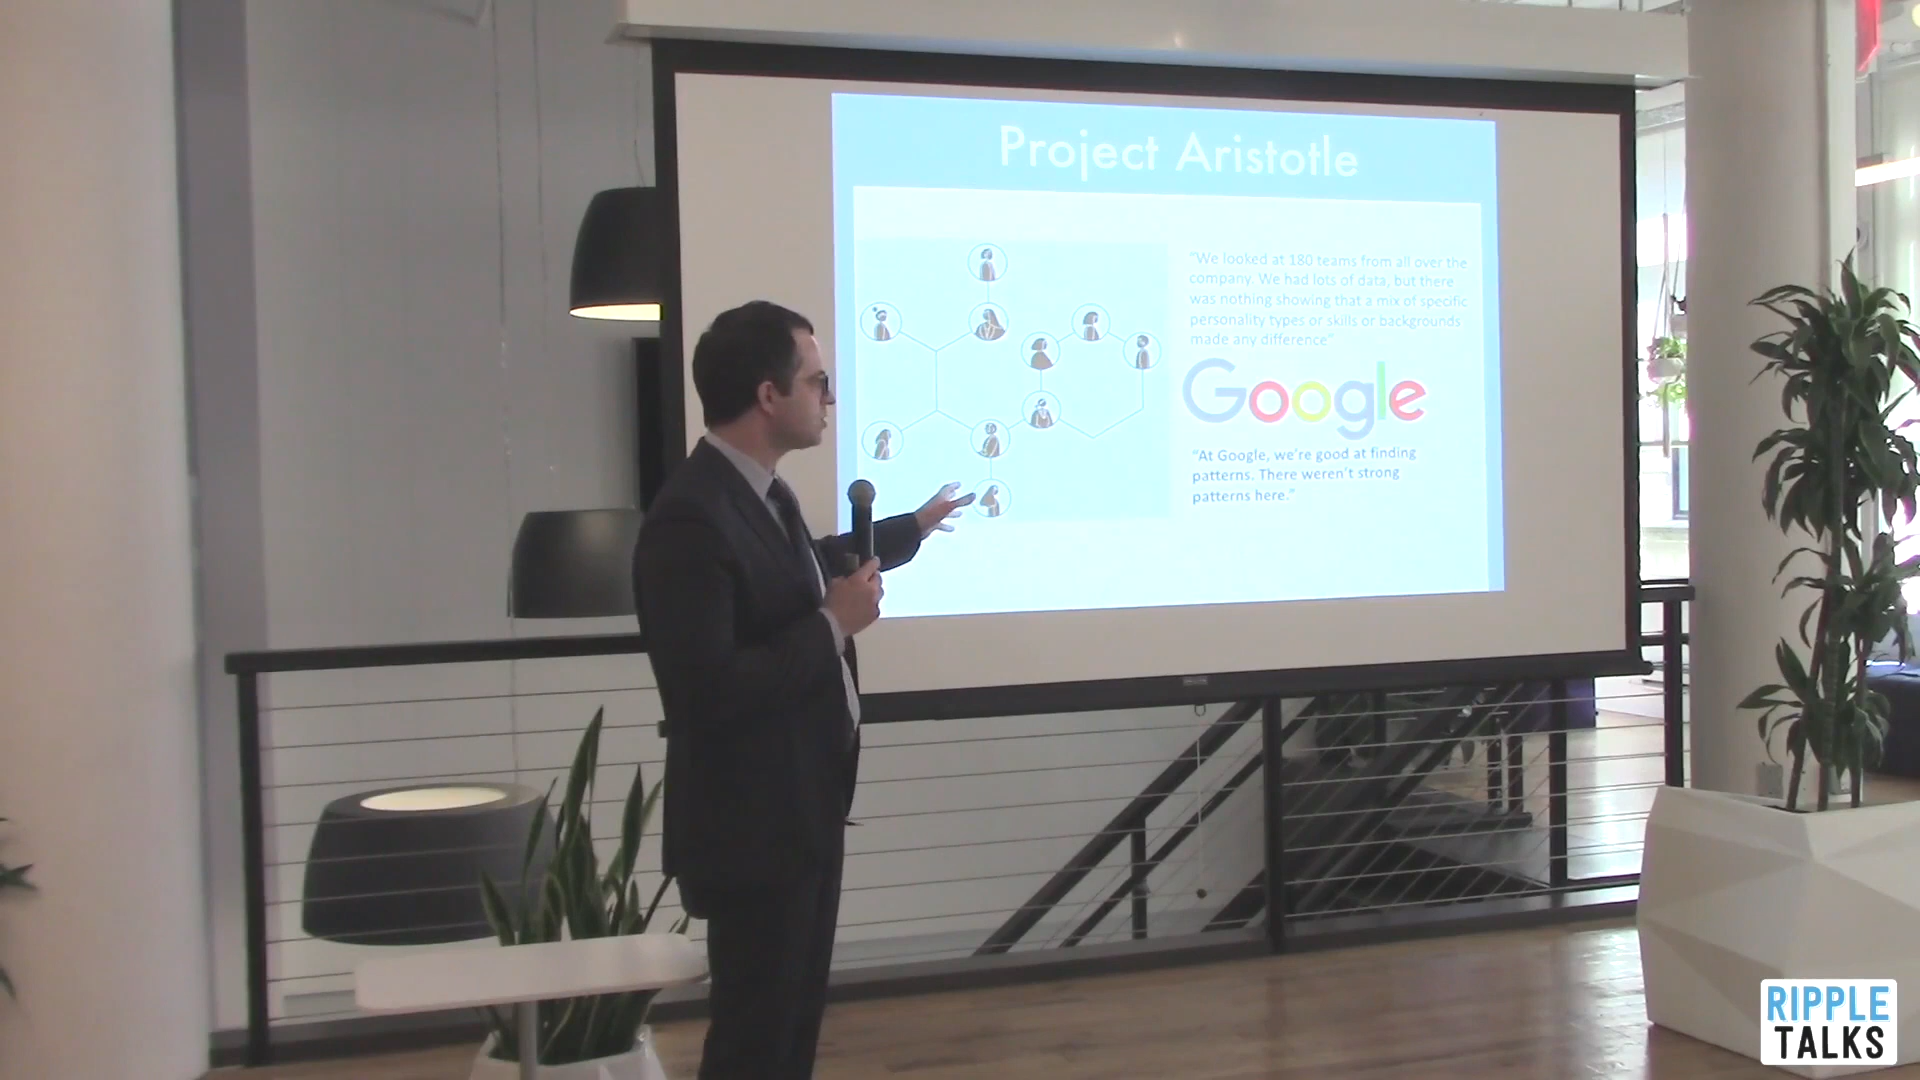 Project Aristotle
"We looked at 180 teams from all over the
company. We had lots of data, but there
was nothing showing that a mix of specific
personality types or skills or backgrounds
made any difference"
Google
"At Google, we're good at finding
patterns. There weren't strong
patterns here."
RIPPLE
TALKS